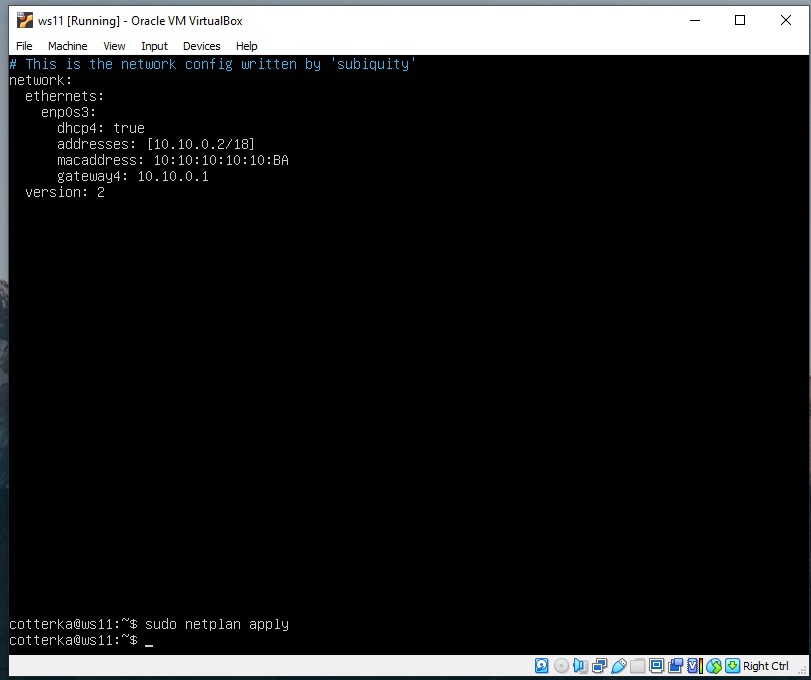 ws11 [Running] - Oracle VM VirtualBox
File Machine View Input Devices Help
# This is the network config written by 'subiquity'
network:
  ethernets:
    enp0s3:
      dhcp4: true
      addresses: [10.10.0.2/18]
      macaddress: 10:10:10:10:10:BA
      gateway4: 10.10.0.1
  version: 2
cotterka@ws11:~$ sudo netplan apply
cotterka@ws11:~$ _
Right Ctrl